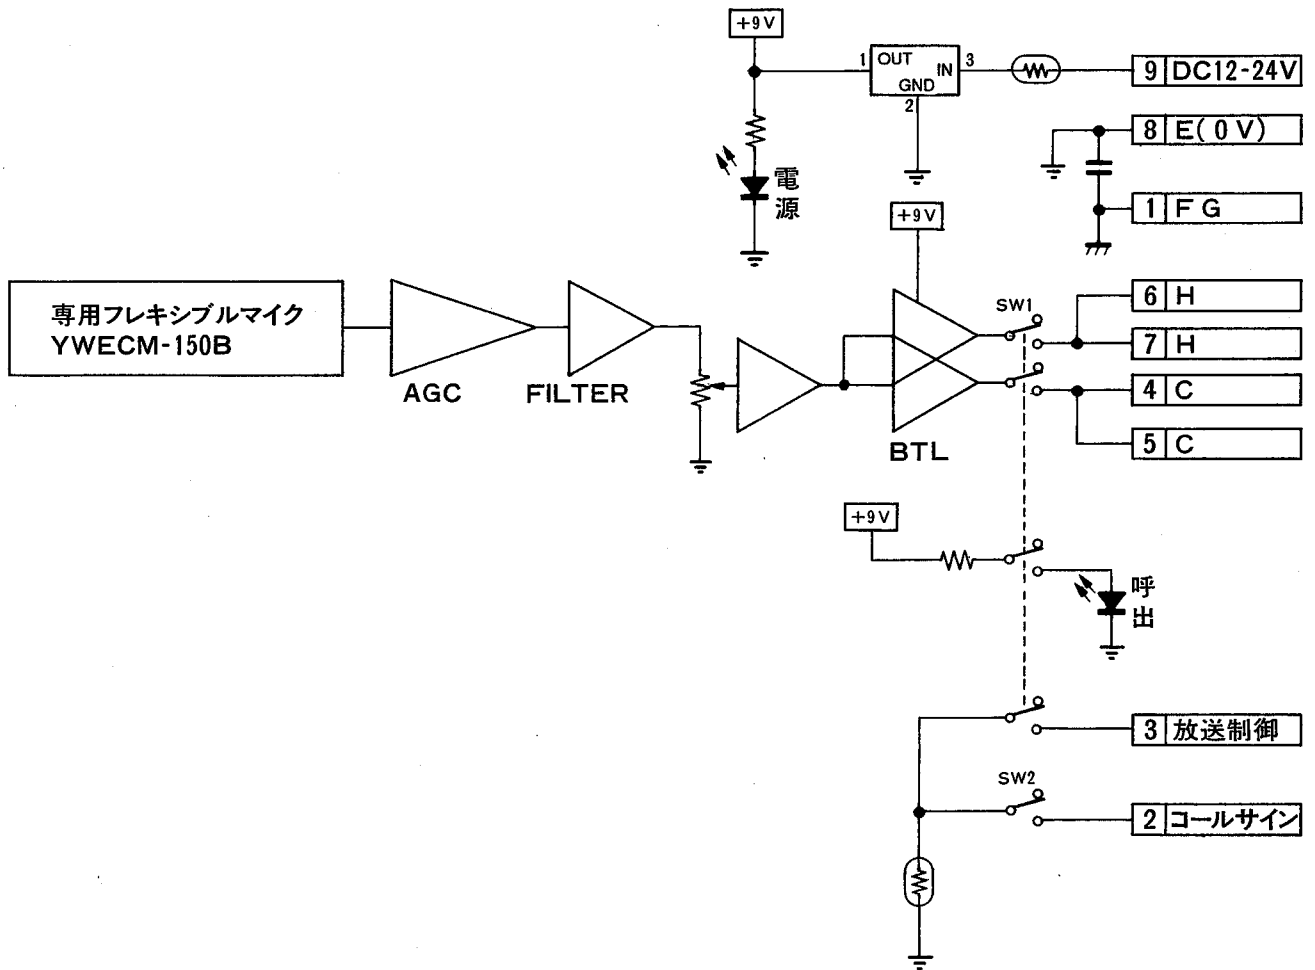 +9V
1 OUT IN 3
GND
2
9 DC12-24V
8 E(0V)
電源
1 FG
+9V
専用フレキシブルマイク
YWECM-150B
AGC
FILTER
BTL
SW1
6 H
7 H
4 C
5 C
+9V
呼出
3 放送制御
SW2
2 コールサイン